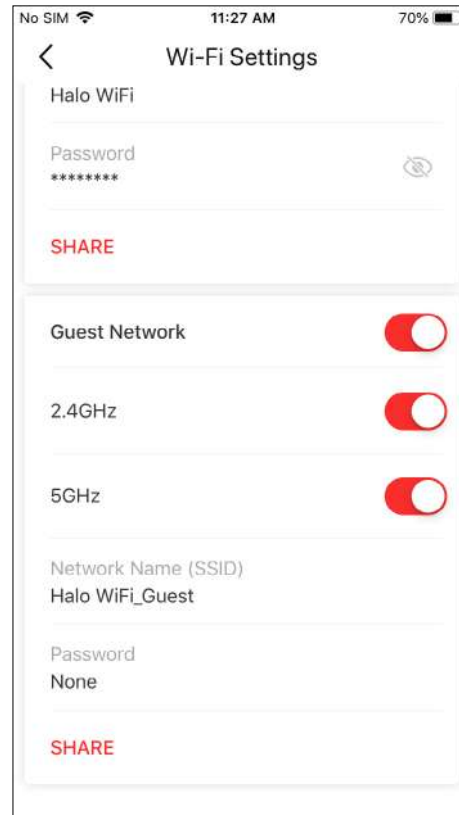 No SIM 11:27 AM 70%
Wi-Fi Settings
Halo WiFi
Password
********
SHARE
Guest Network
2.4GHz
5GHz
Network Name (SSID)
Halo WiFi_Guest
Password
None
SHARE